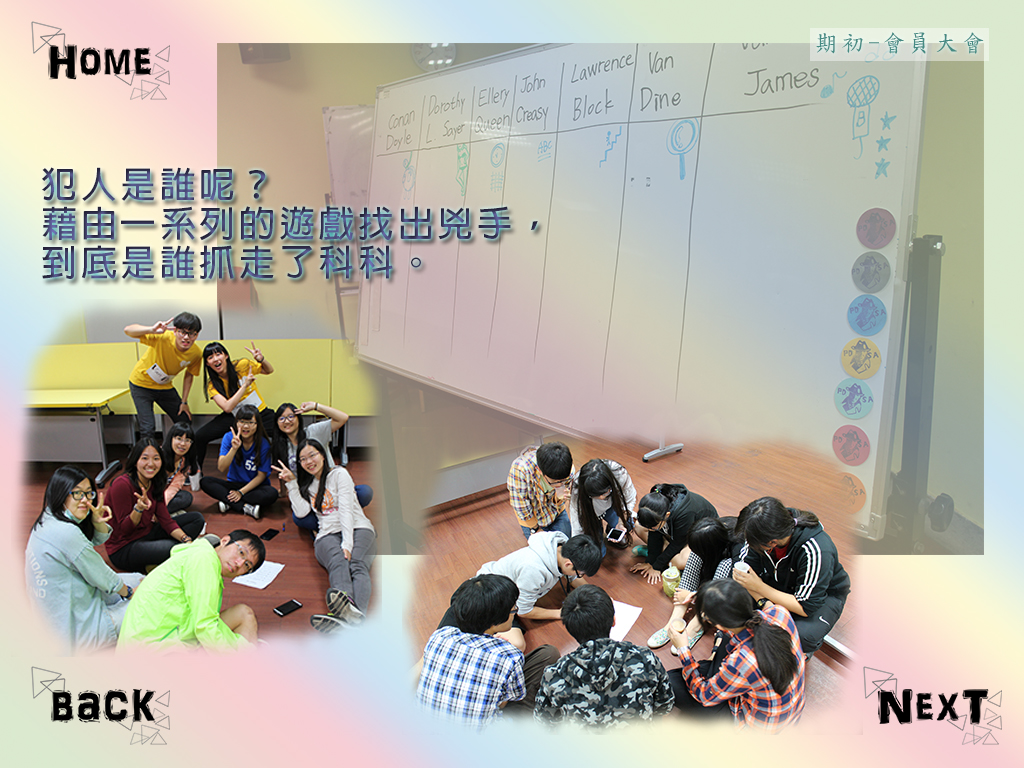 HOME
期初-會員大會
Conan Doyle
Dorothy L. Sayer
Ellery Queen
John Creasy
Lawrence Block
Van Dine
James
ABC
犯人是誰呢？
藉由一系列的遊戲找出兇手，
到底是誰抓走了科科。
52
BACK
NEXT